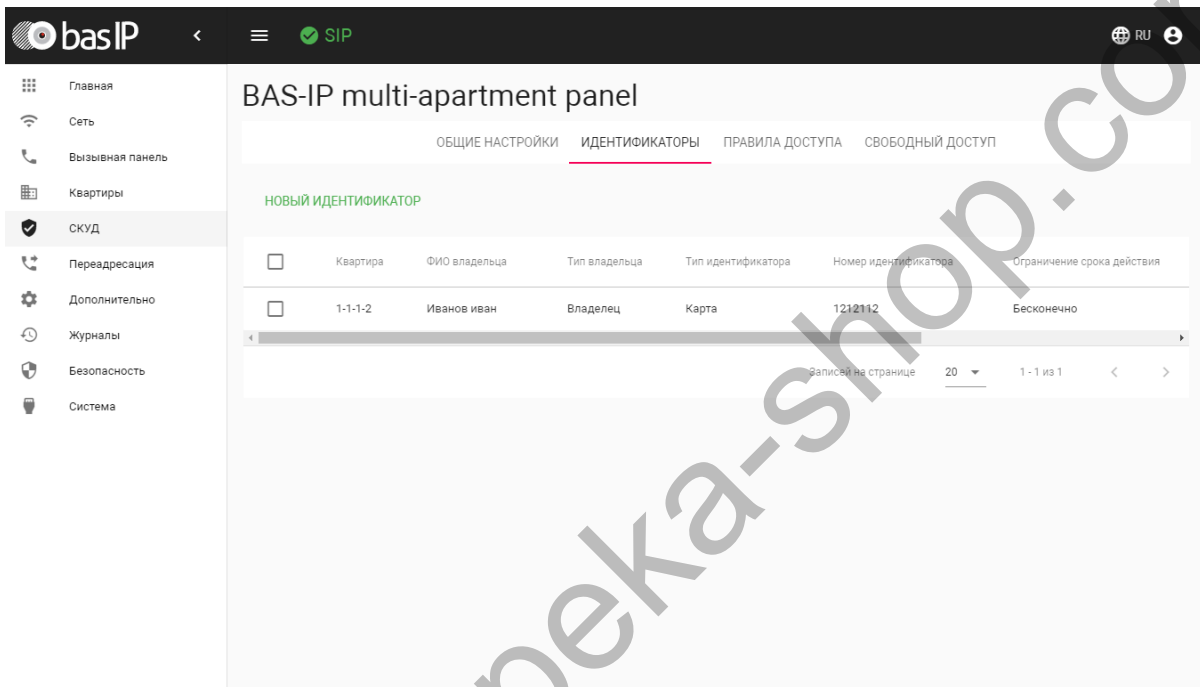 bas IP
SIP
RU
Главная
Сеть
Вызывная панель
Квартиры
СКУД
Переадресация
Дополнительно
Журналы
Безопасность
Система
BAS-IP multi-apartment panel
ОБЩИЕ НАСТРОЙКИ ИДЕНТИФИКАТОРЫ ПРАВИЛА ДОСТУПА СВОБОДНЫЙ ДОСТУП
НОВЫЙ ИДЕНТИФИКАТОР
Квартира ФИО владельца Тип владельца Тип идентификатора Номер идентификатора Ограничение срока действия
1-1-1-2 Иванов иван Владелец Карта 1212112 Бесконечно
Записей на странице 20 1 - 1 из 1
peka-shop.co